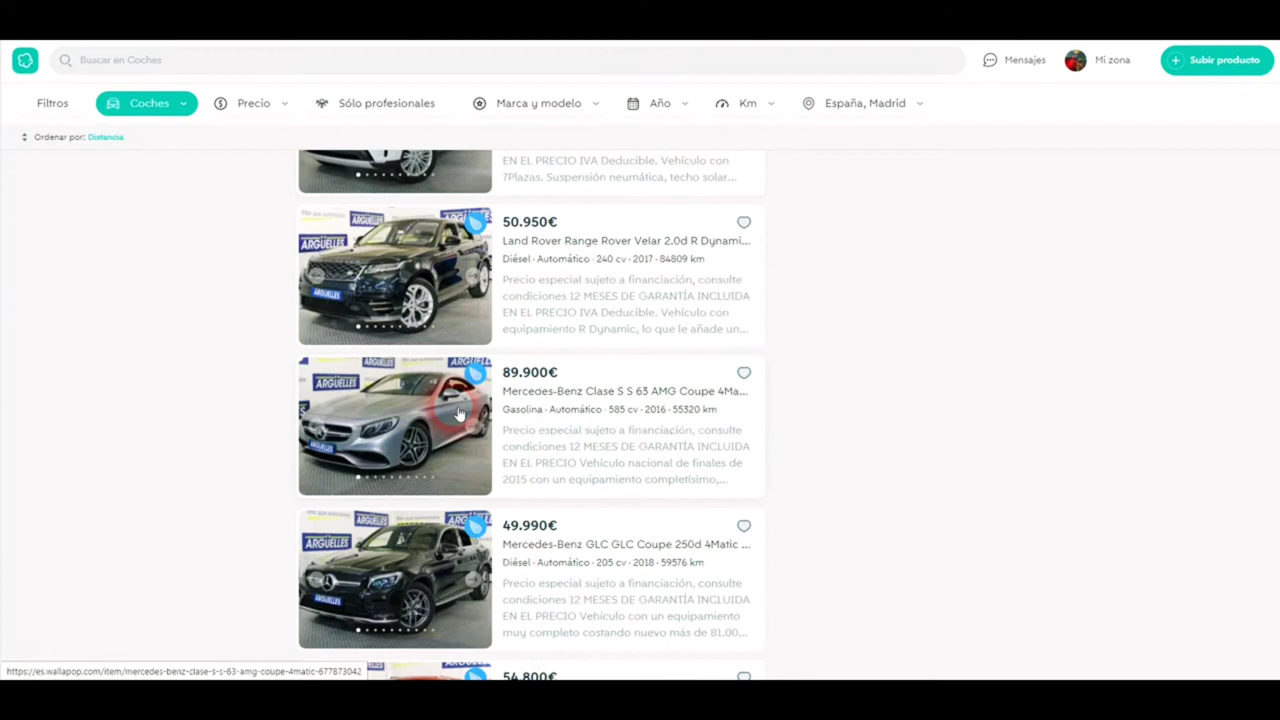 Buscar en Coches
Mensajes
Mi zona
Subir producto
Filtros
Coches
Precio
Sólo profesionales
Marca y modelo
Año
Km
España, Madrid
Ordenar por: Distancia
EN EL PRECIO IVA Deducible. Vehículo con
7Plazas. Suspensión neumática, techo solar...
ARGÜELLES
ARGÜELLES
50.950€
Land Rover Range Rover Velar 2.0d R Dynami...
Diésel · Automático · 240 cv · 2017 · 84809 km
Precio especial sujeto a financiación, consulte
condiciones 12 MESES DE GARANTÍA INCLUIDA
EN EL PRECIO IVA Deducible. Vehículo con
equipamiento R Dynamic, lo que le añade un...
ARGÜELLES
ARGÜELLES
89.900€
Mercedes-Benz Clase S S 63 AMG Coupe 4Ma...
Gasolina · Automático · 585 cv · 2016 · 55320 km
Precio especial sujeto a financiación, consulte
condiciones 12 MESES DE GARANTÍA INCLUIDA
EN EL PRECIO Vehículo nacional de finales de
2015 con un equipamiento completísimo,...
ARGÜELLES
ARGÜELLES
49.990€
Mercedes-Benz GLC GLC Coupe 250d 4Matic ...
Diésel · Automático · 205 cv · 2018 · 59576 km
Precio especial sujeto a financiación, consulte
condiciones 12 MESES DE GARANTÍA INCLUIDA
EN EL PRECIO Vehículo con un equipamiento
muy completo costando nuevo más de 81.00...
54.800€
https://es.wallapop.com/item/mercedes-benz-clase-s-s-63-amg-coupe-4matic-677873042